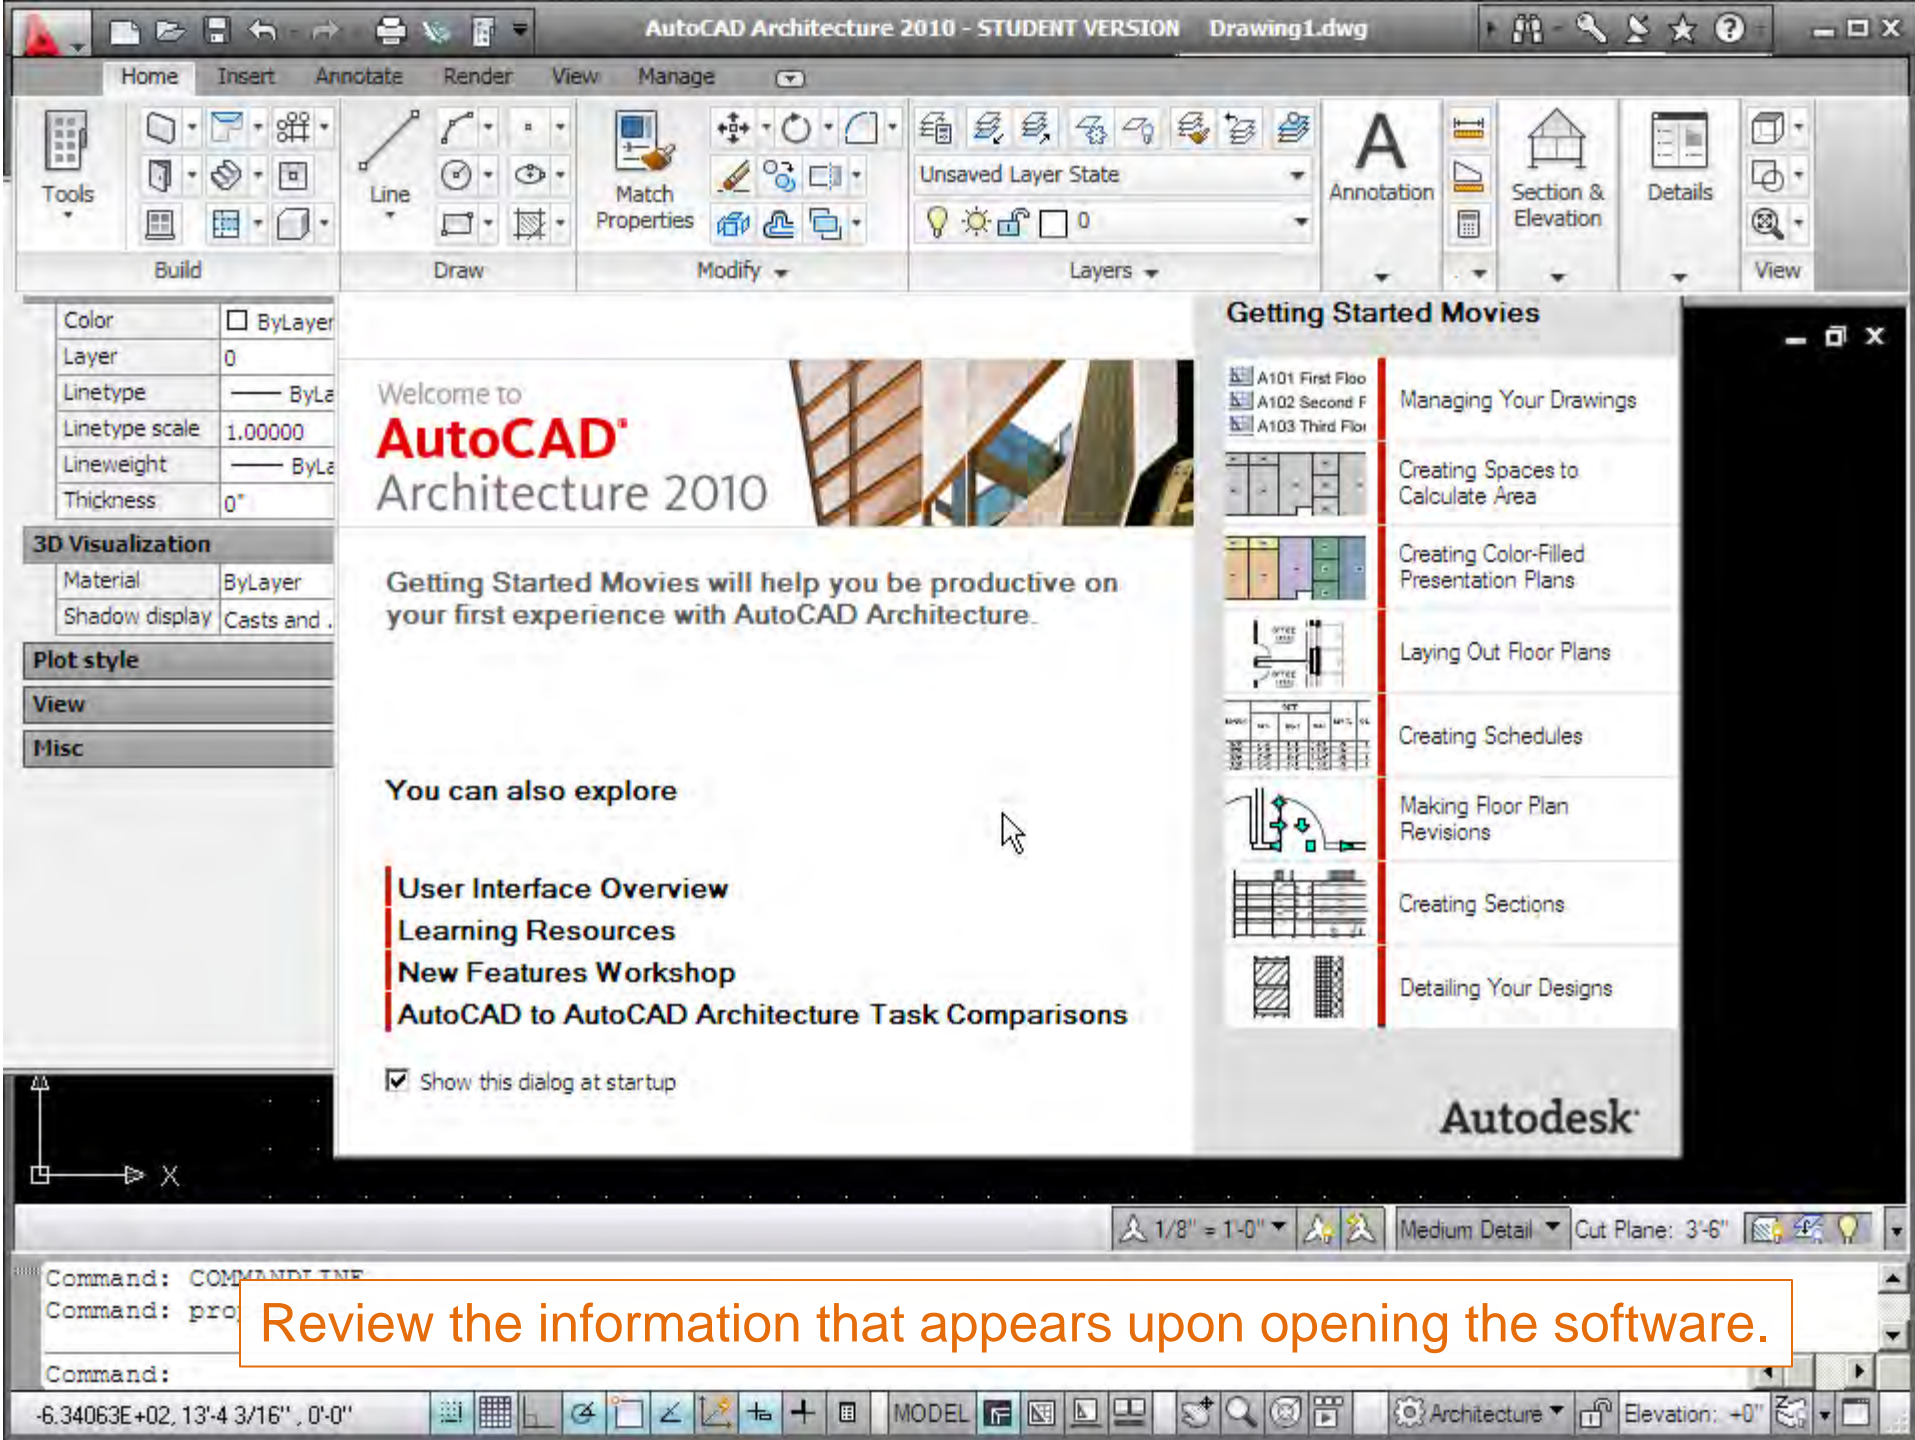 AutoCAD Architecture 2010 - STUDENT VERSION Drawing1.dwg
Home Insert Annotate Render View Manage
Tools
Line
Match Properties
Unsaved Layer State
0
Annotation
Section & Elevation
Details
Build Draw Modify Layers View
Color ByLayer
Layer 0
Linetype ByLa
Linetype scale 1.00000
Lineweight ByLa
Thickness 0"
3D Visualization
Material ByLayer
Shadow display Casts and .
Plot style
View
Misc
Welcome to
AutoCAD
Architecture 2010
Getting Started Movies will help you be productive on
your first experience with AutoCAD Architecture.
You can also explore
User Interface Overview
Learning Resources
New Features Workshop
AutoCAD to AutoCAD Architecture Task Comparisons
Show this dialog at startup
Getting Started Movies
A101 First Floo
A102 Second F
A103 Third Floo
Managing Your Drawings
Creating Spaces to
Calculate Area
Creating Color-Filled
Presentation Plans
Laying Out Floor Plans
Creating Schedules
Making Floor Plan
Revisions
Creating Sections
Detailing Your Designs
Autodesk
X
1/8" = 1'-0" Medium Detail Cut Plane: 3'-6"
Command: COMMANDLINE
Command: pro
Review the information that appears upon opening the software.
Command:
-6.34063E+02, 13'-4 3/16" , 0'-0" MODEL Architecture Elevation: +0"